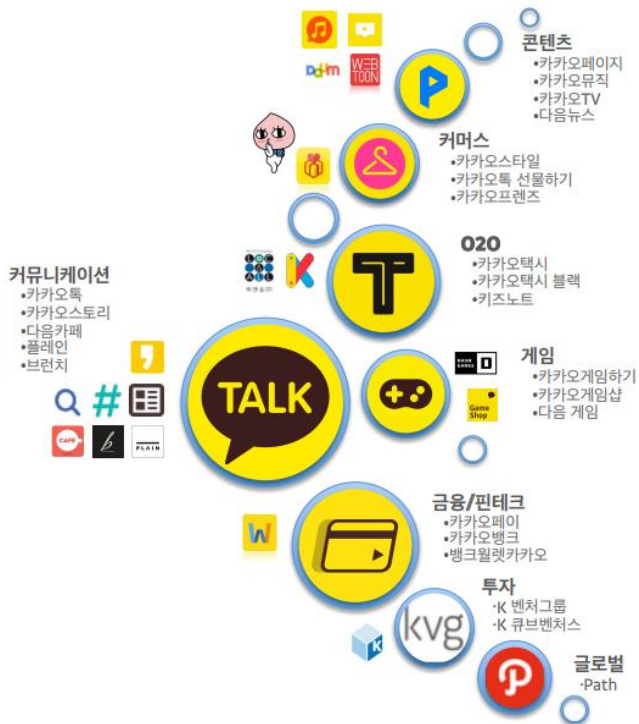 콘텐츠
•카카오페이지
•카카오뮤직
•카카오TV
•다음뉴스
Daum
WEB
TOON
P
커머스
•카카오스타일
•카카오톡 선물하기
•카카오프렌즈
O2O
•카카오택시
•카카오택시 블랙
•키즈노트
LOC
&ALL
K
T
커뮤니케이션
•카카오톡
•카카오스토리
•다음카페
•플레인
•브런치
#
CAFE
b
PLAIN
TALK
게임
•카카오게임하기
•카카오게임샵
•다음 게임
D
Game
Shop
금융/핀테크
•카카오페이
•카카오뱅크
•뱅크월렛카카오
W
투자
·K 벤처그룹
·K 큐브벤처스
K
kvg
글로벌
·Path
P